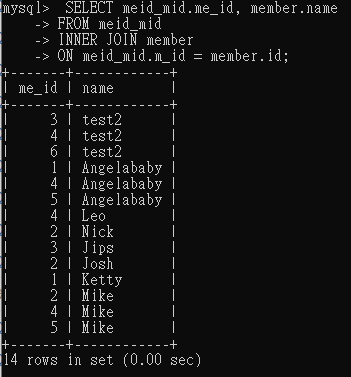 mysql>  SELECT meid_mid.me_id, member.name
    -> FROM meid_mid
    -> INNER JOIN member
    -> ON meid_mid.m_id = member.id;
+-------+------------+
| me_id | name       |
+-------+------------+
|     3 | test2      |
|     4 | test2      |
|     6 | test2      |
|     1 | Angelababy |
|     4 | Angelababy |
|     5 | Angelababy |
|     4 | Leo        |
|     2 | Nick       |
|     3 | Jips       |
|     2 | Josh       |
|     1 | Ketty      |
|     2 | Mike       |
|     4 | Mike       |
|     5 | Mike       |
+-------+------------+
14 rows in set (0.00 sec)